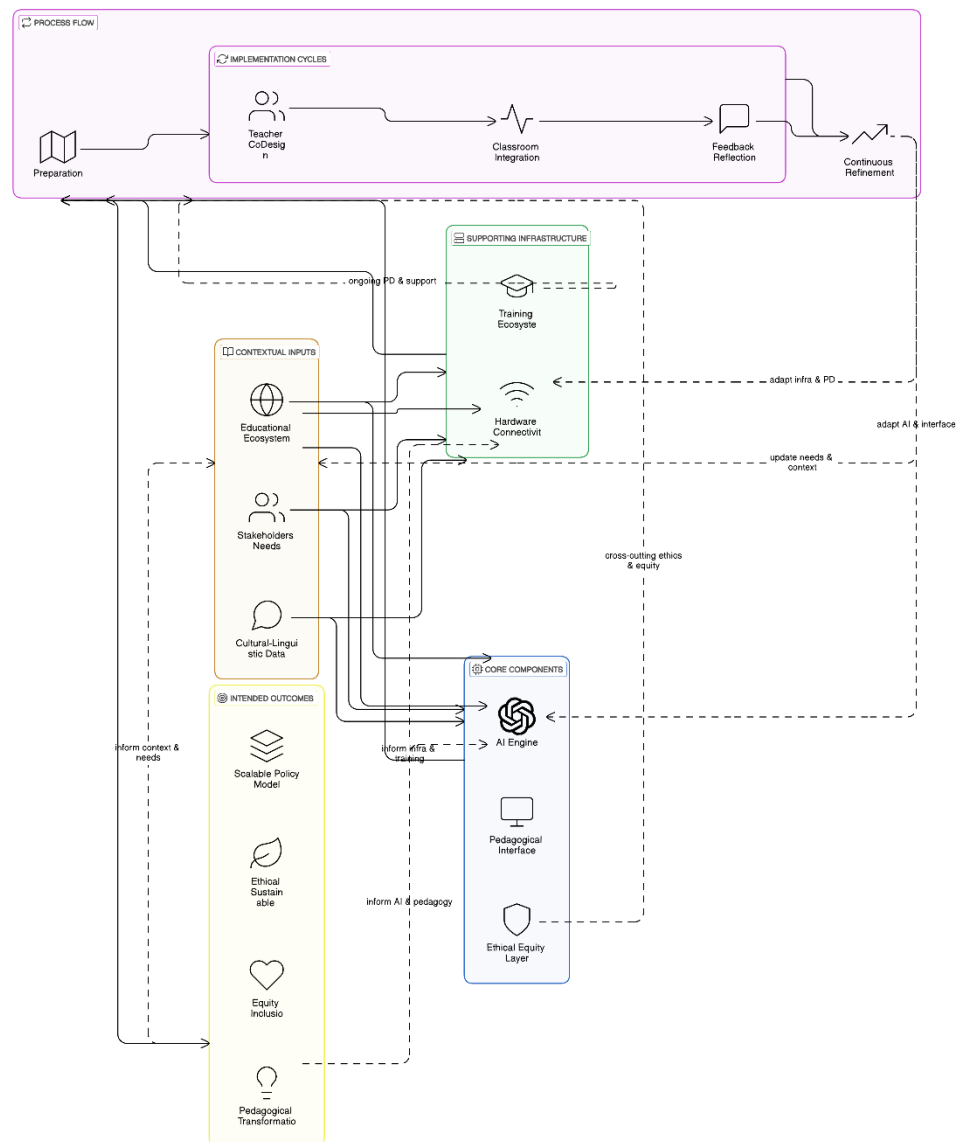 PROCESS FLOW
IMPLEMENTATION CYCLES
Teacher
CoDesig
n
Classroom
Integration
Feedback
Reflection
Preparation
Continuous
Refinement
SUPPORTING INFRASTRUCTURE
ongoing PD & support
Training
Ecosyste
CONTEXTUAL INPUTS
adapt infra & PD
Educational
Ecosystem
Hardware
Connectivit
adapt AI & interface
update needs &
context
Stakeholders
Needs
cross-cutting ethics
& equity
Cultural-Lingui
stic Data
CORE COMPONENTS
INTENDED OUTCOMES
AI Engine
inform context &
needs
inform infra &
training
Scalable Policy
Model
Pedagogical
Interface
Ethical
Sustain
able
inform AI & pedagogy
Ethical Equity
Layer
Equity
Inclusio
Pedagogical
Transformatio